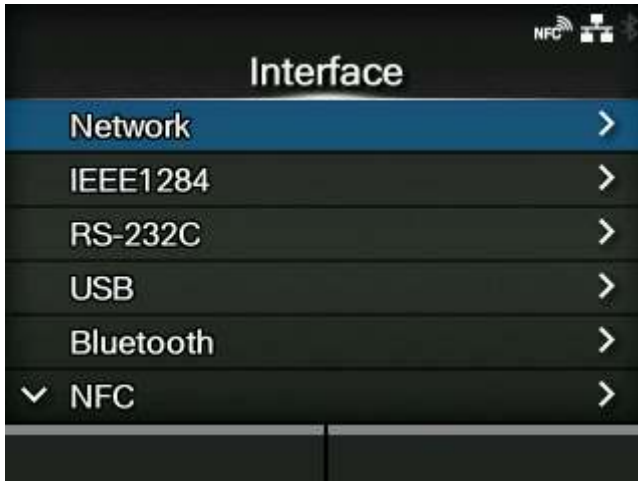 NFC
Interface
Network
IEEE1284
RS-232C
USB
Bluetooth
NFC